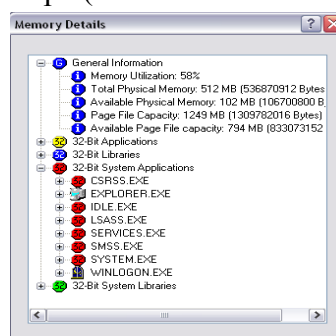 Memory Details
General Information
Memory Utilization: 58%
Total Physical Memory: 512 MB (536870912 Bytes
Available Physical Memory: 102 MB (106700800 B
Page File Capacity: 1249 MB (1309782016 Bytes)
Available Page File capacity: 794 MB (833073152
32-Bit Applications
32-Bit Libraries
32-Bit System Applications
CSRSS.EXE
EXPLORER.EXE
IDLE.EXE
LSASS.EXE
SERVICES.EXE
SMSS.EXE
SYSTEM.EXE
WINLOGON.EXE
32-Bit System Libraries